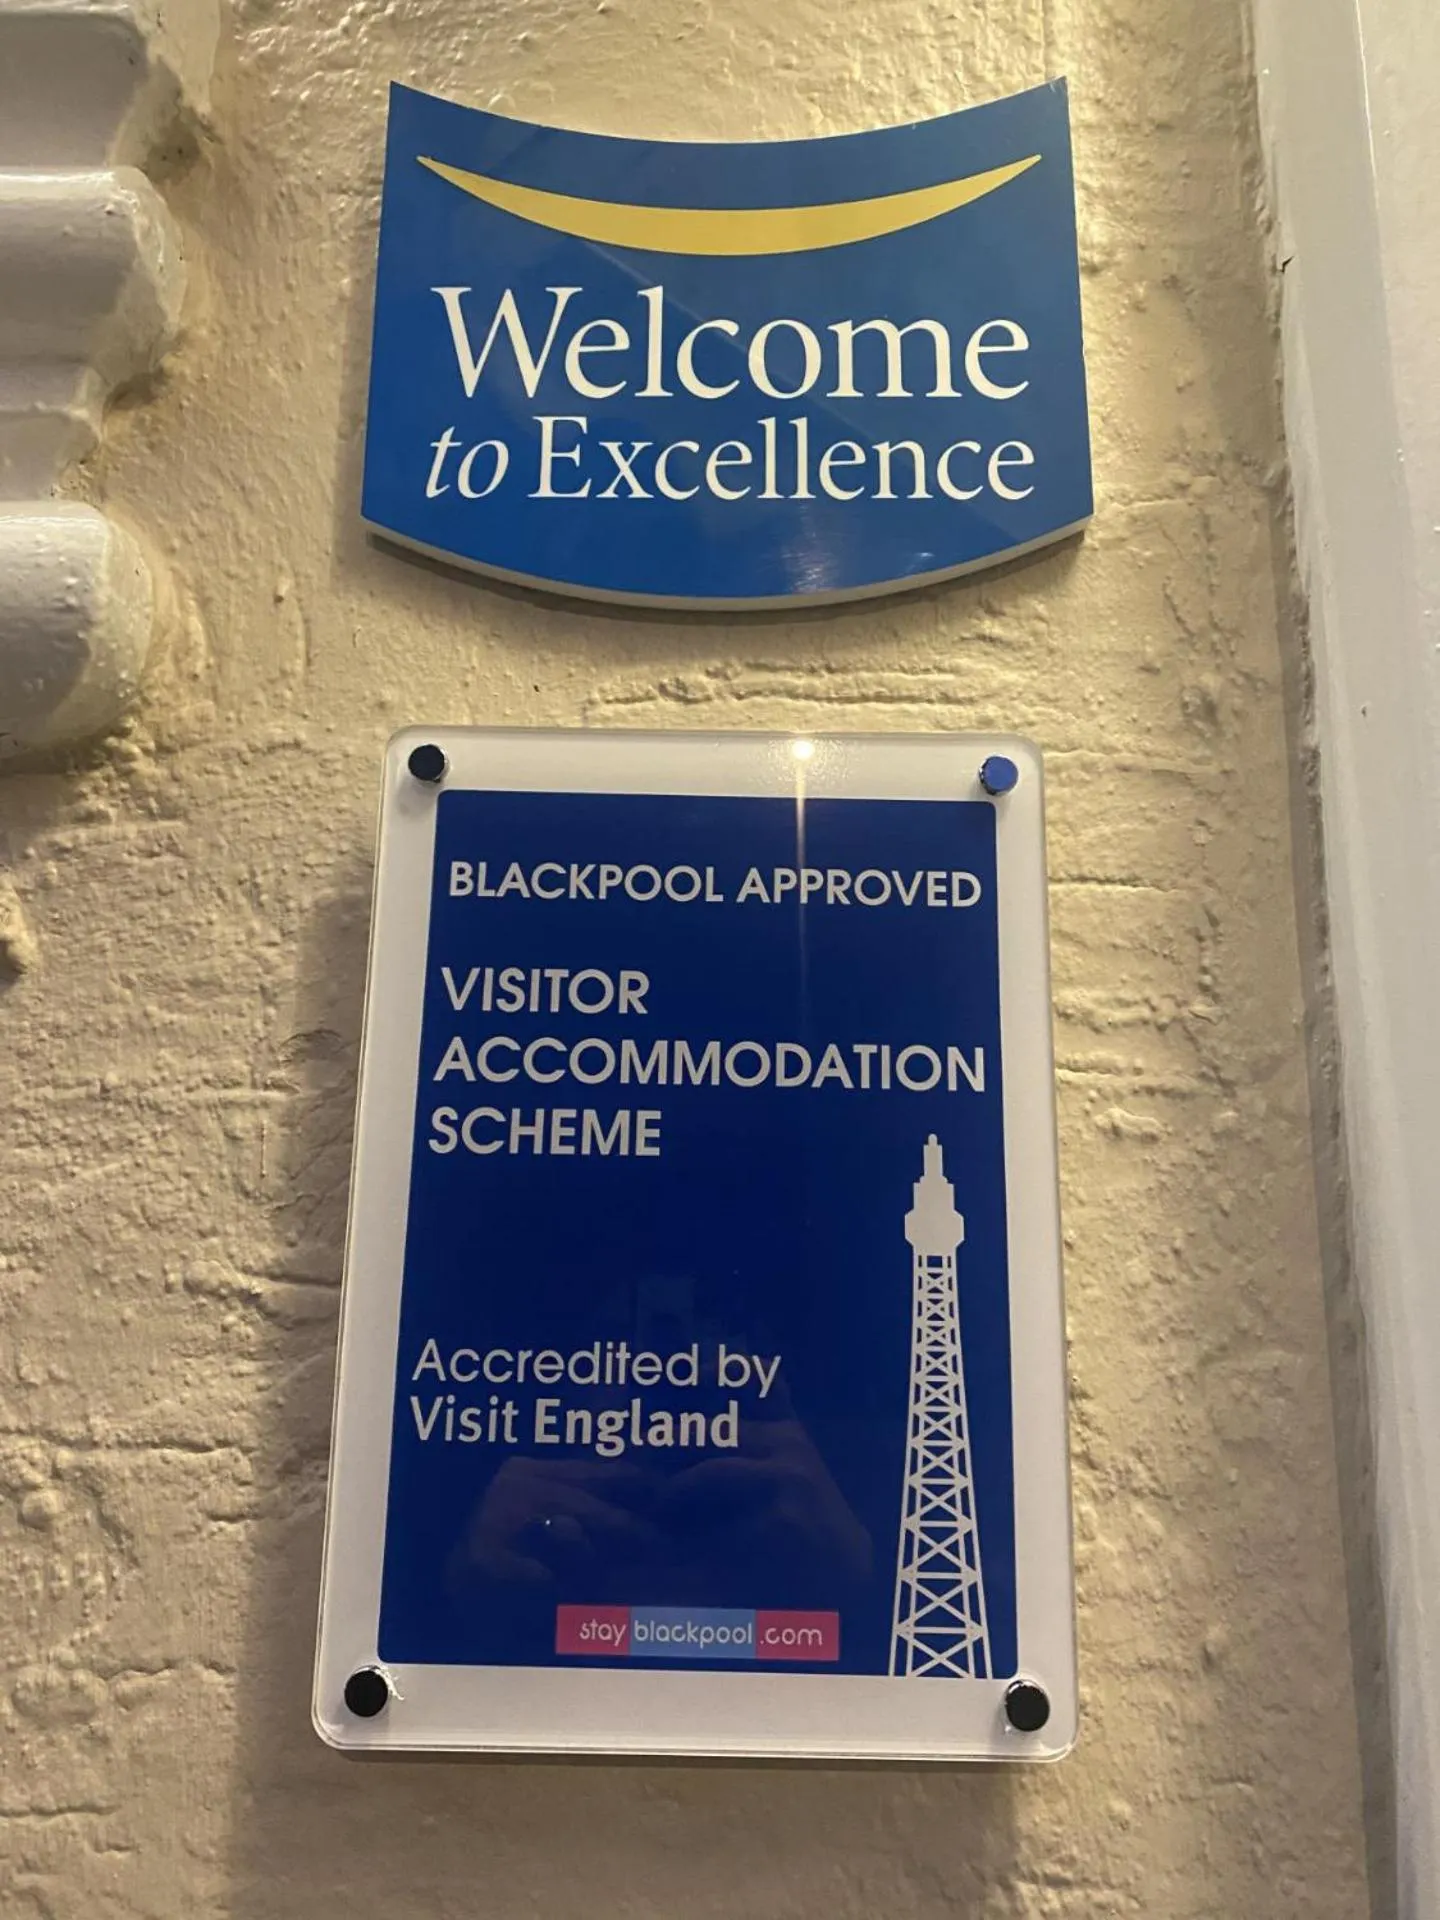 Welcome
to Excellence
BLACKPOOL APPROVED
VISITOR
ACCOMMODATION
SCHEME
Accredited by
Visit England
stay blackpool .com